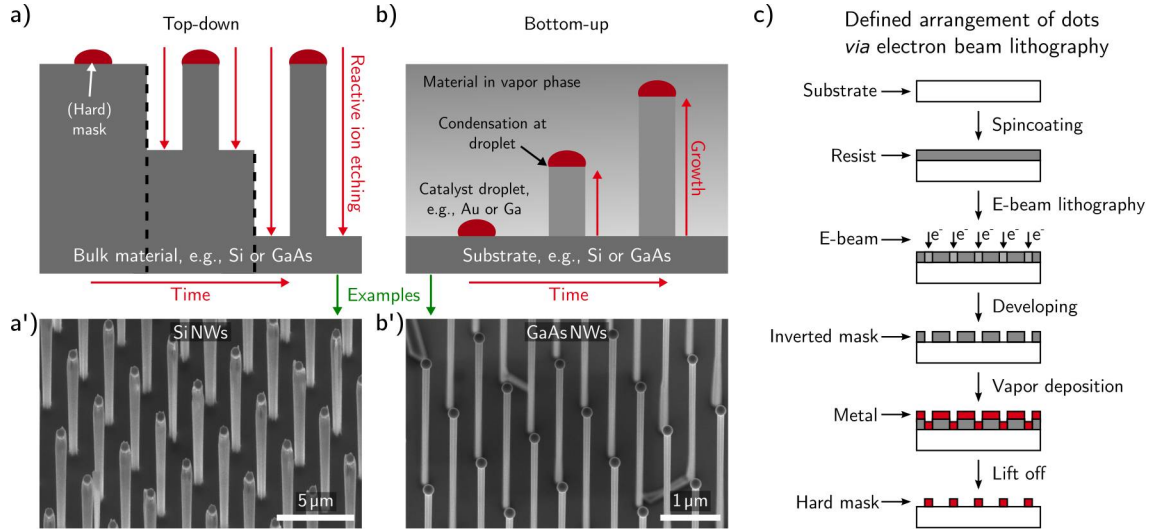 a)
Top-down
(Hard)
mask
Reactive ion etching
Bulk material, e.g., Si or GaAs
Time
b)
Bottom-up
Material in vapor phase
Condensation at
droplet
Catalyst droplet,
e.g., Au or Ga
Growth
Substrate, e.g., Si or GaAs
Time
Examples
a')
Si NWs
5 µm
b')
GaAs NWs
1 µm
c)
Defined arrangement of dots
via electron beam lithography
Substrate
Spincoating
Resist
E-beam lithography
E-beam
e⁻ e⁻ e⁻ e⁻ e⁻
Developing
Inverted mask
Vapor deposition
Metal
Lift off
Hard mask